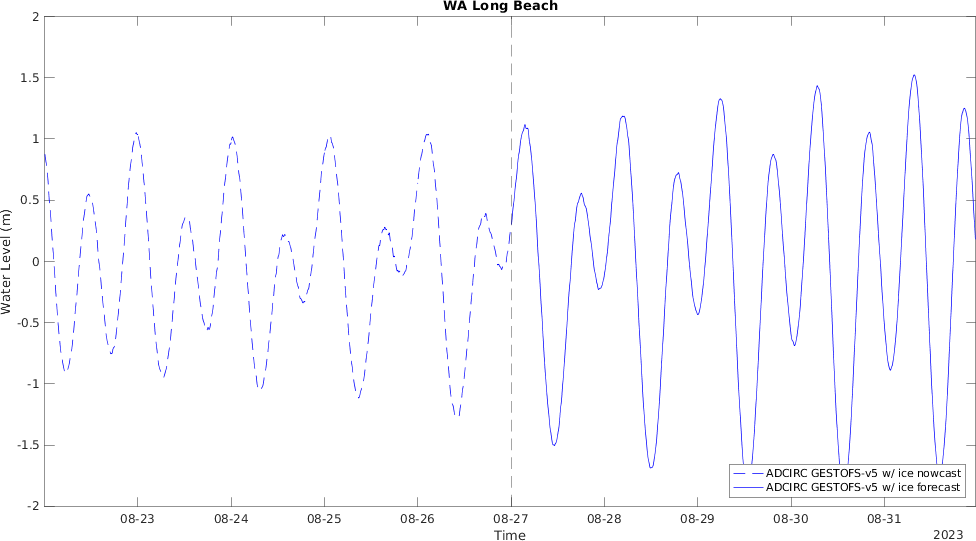 WA Long Beach
2
1.5
1
0.5
0
-0.5
-1
-1.5
-2
Water Level (m)
ADCIRC GESTOFS-v5 w/ ice nowcast
ADCIRC GESTOFS-v5 w/ ice forecast
08-23 08-24 08-25 08-26 08-27 08-28 08-29 08-30 08-31
Time
2023